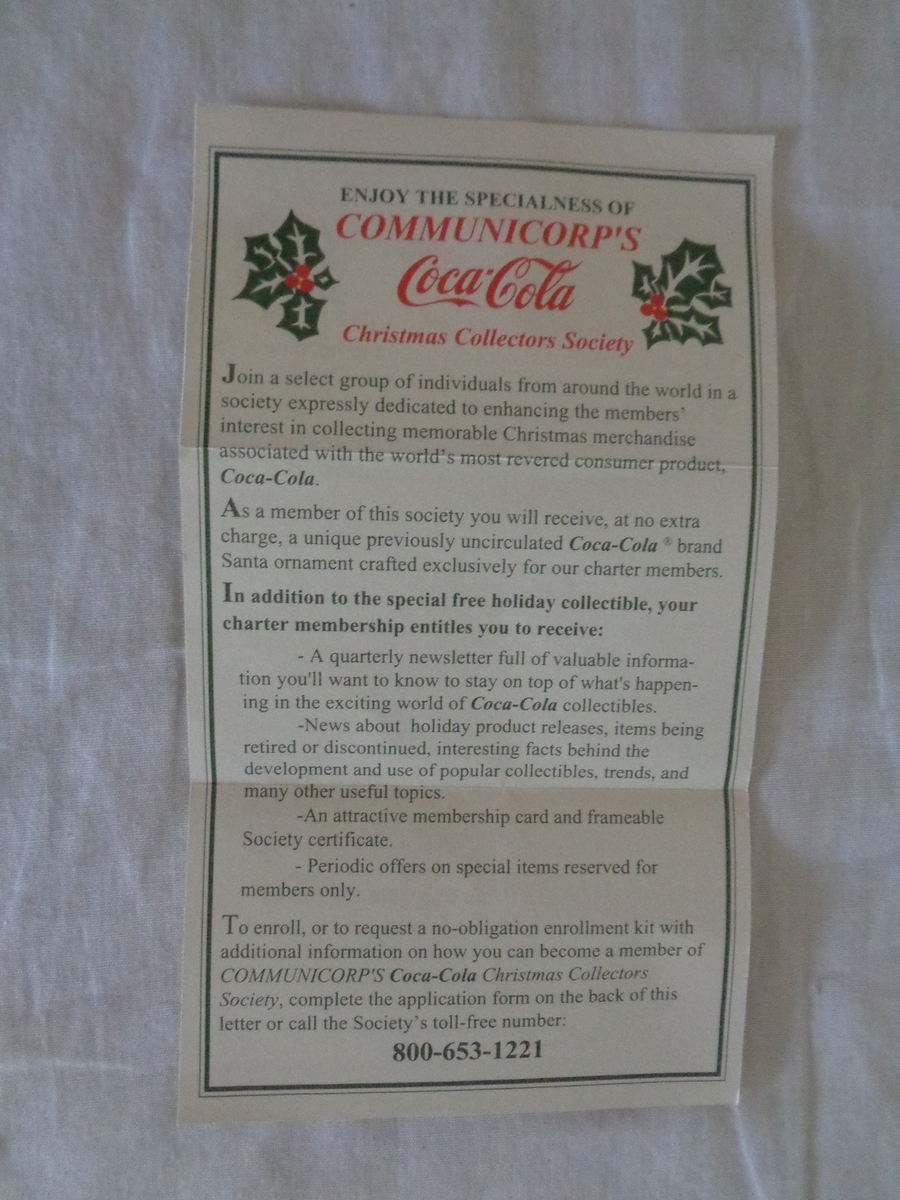 ENJOY THE SPECIALNESS OF
COMMUNICORP'S
Coca-Cola
Christmas Collectors Society
Join a select group of individuals from around the world in a
society expressly dedicated to enhancing the members'
interest in collecting memorable Christmas merchandise
associated with the world's most revered consumer product,
Coca-Cola.
As a member of this society you will receive, at no extra
charge, a unique previously uncirculated Coca-Cola ® brand
Santa ornament crafted exclusively for our charter members.
In addition to the special free holiday collectible, your
charter membership entitles you to receive:
- A quarterly newsletter full of valuable informa-
tion you'll want to know to stay on top of what's happen-
ing in the exciting world of Coca-Cola collectibles.
-News about holiday product releases, items being
retired or discontinued, interesting facts behind the
development and use of popular collectibles, trends, and
many other useful topics.
-An attractive membership card and frameable
Society certificate.
- Periodic offers on special items reserved for
members only.
To enroll, or to request a no-obligation enrollment kit with
additional information on how you can become a member of
COMMUNICORP'S Coca-Cola Christmas Collectors
Society, complete the application form on the back of this
letter or call the Society's toll-free number:
800-653-1221